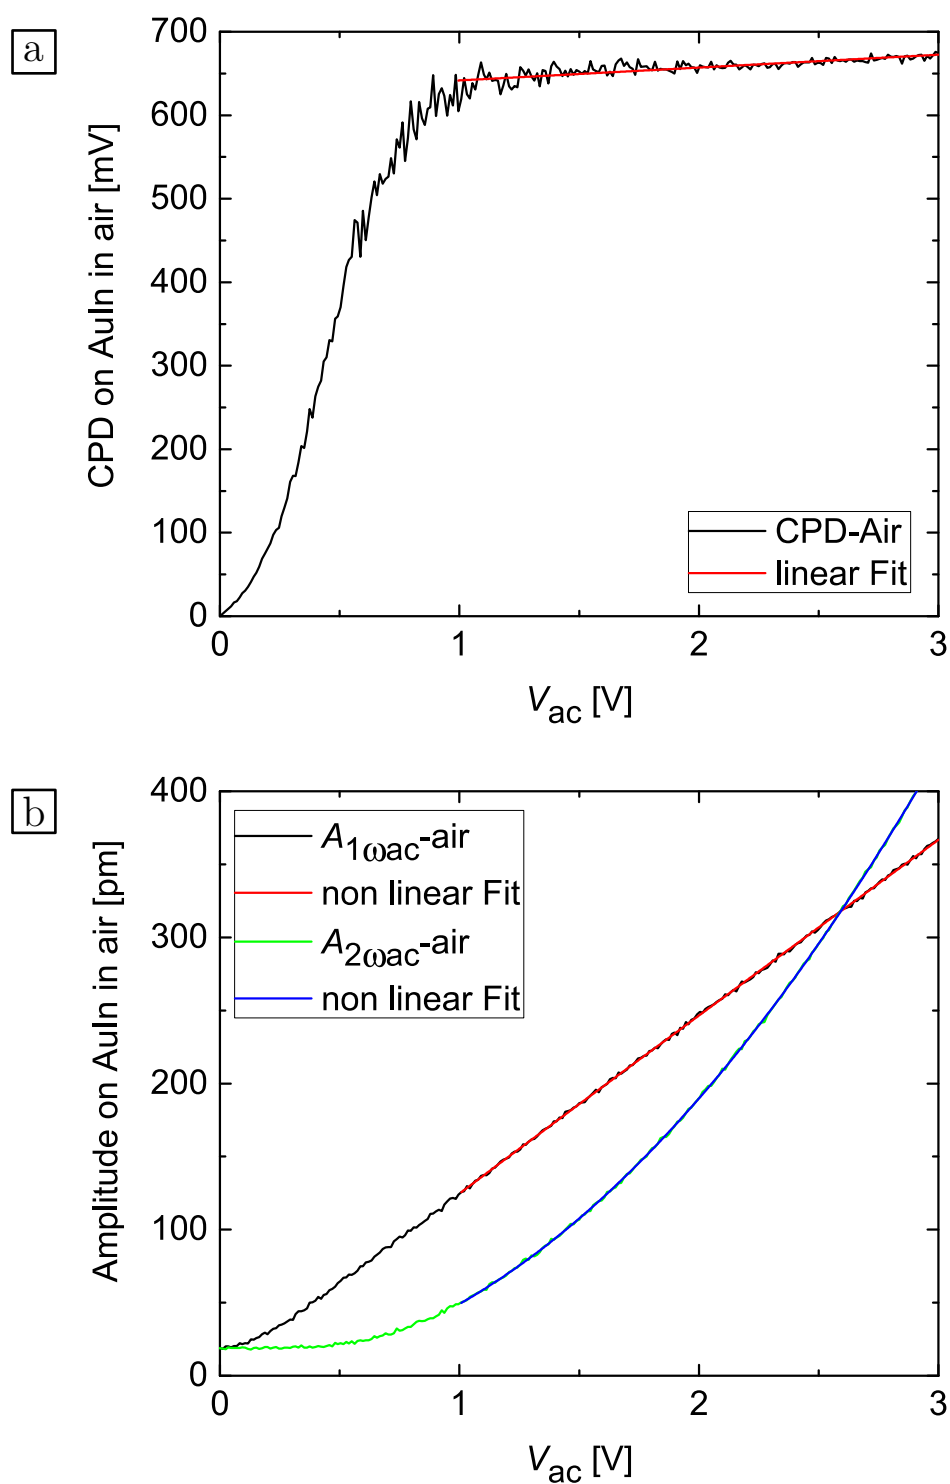 a
700
600
500
400
300
200
100
0
CPD on AuIn in air [mV]
CPD-Air
linear Fit
0 1 2 3
Vac [V]
b
400
300
200
100
0
Amplitude on AuIn in air [pm]
A1ωac-air
non linear Fit
A2ωac-air
non linear Fit
0 1 2 3
Vac [V]